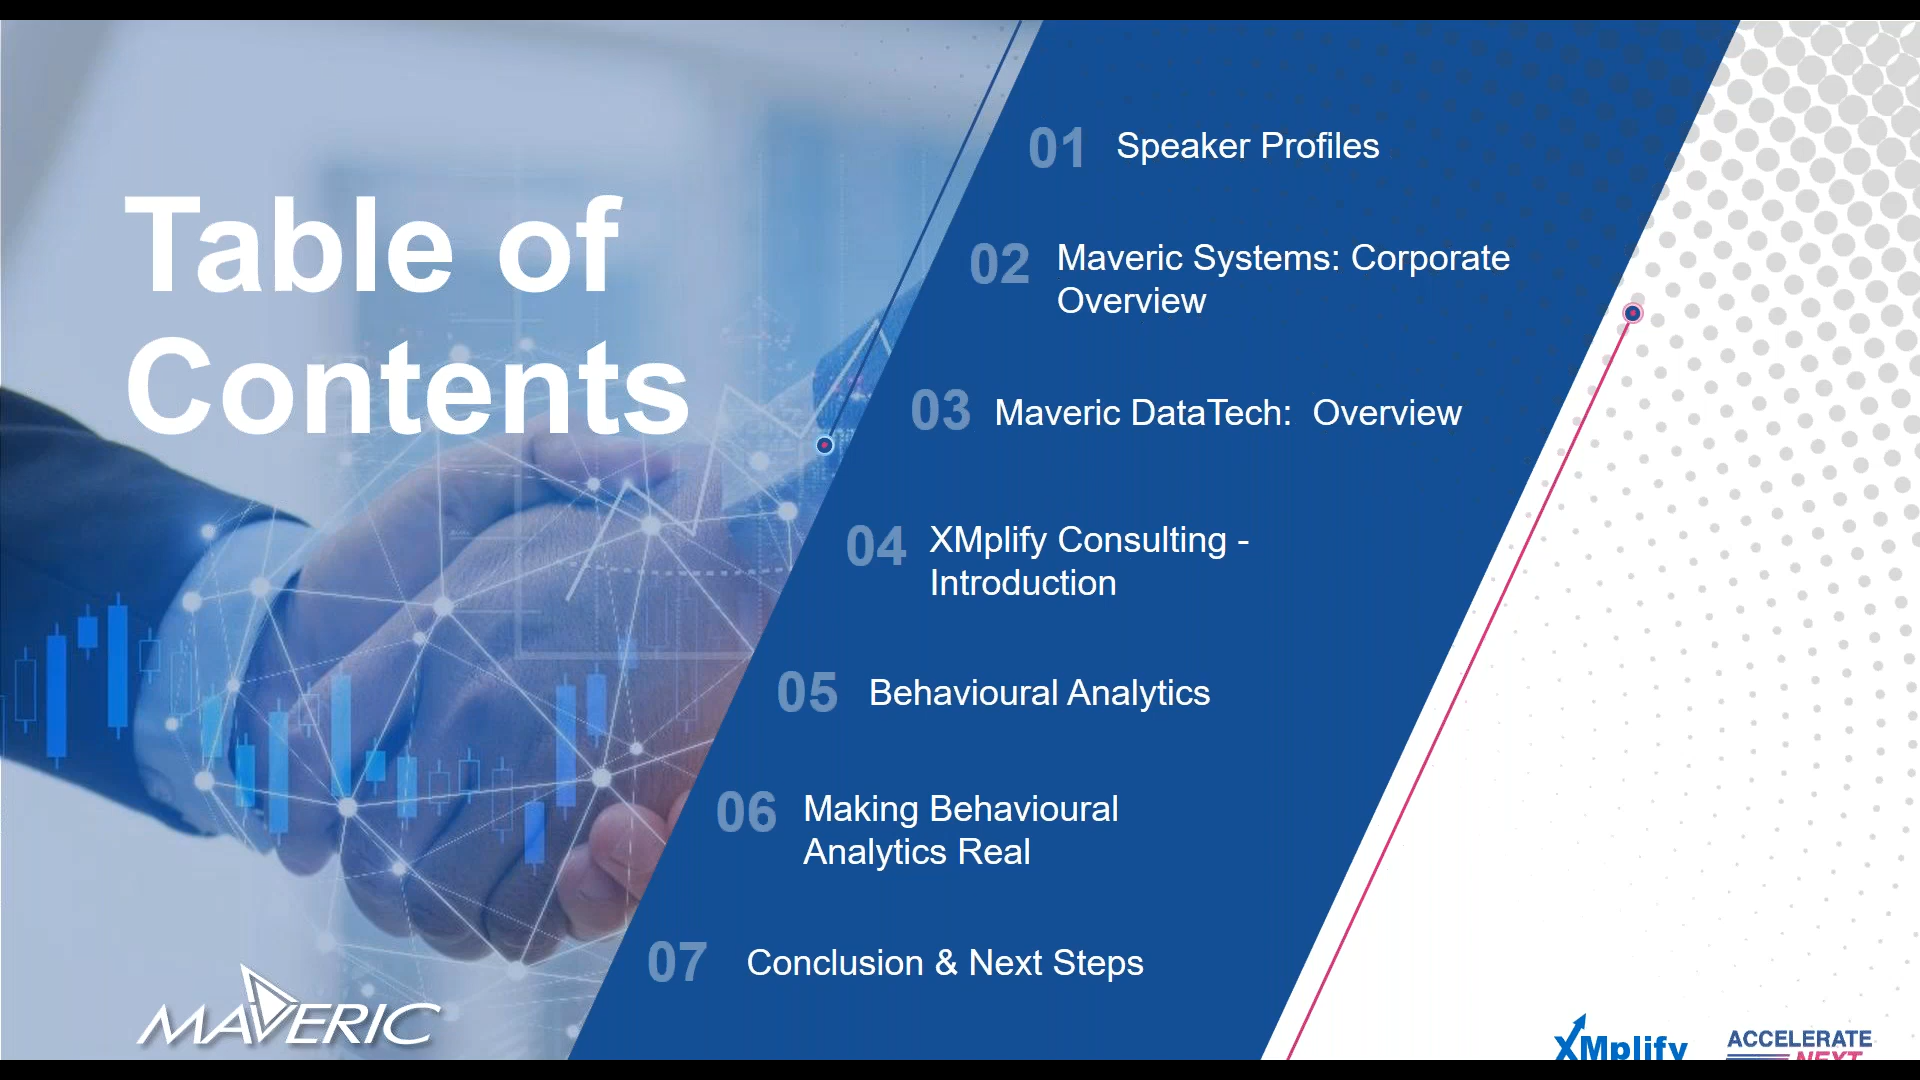 Table of
Contents
01 Speaker Profiles
02 Maveric Systems: Corporate
Overview
03 Maveric DataTech:  Overview
04 XMplify Consulting -
Introduction
05 Behavioural Analytics
06 Making Behavioural
Analytics Real
07 Conclusion & Next Steps
MAVERIC
XMplify
ACCELERATE
NEXT